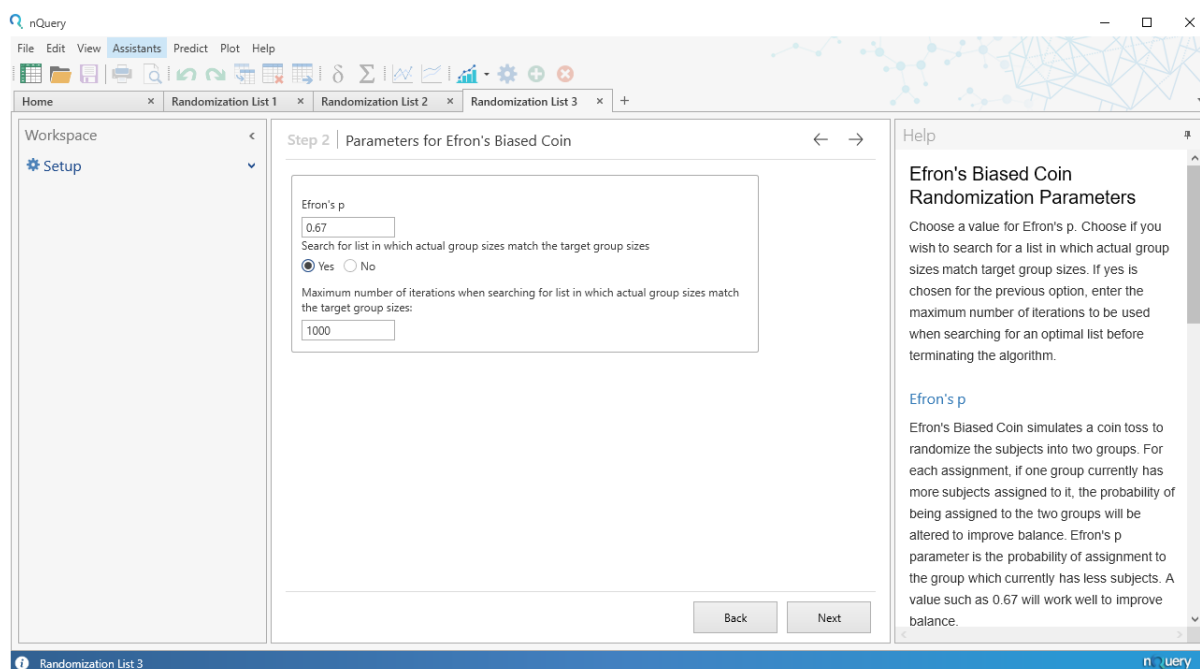 nQuery
File Edit View Assistants Predict Plot Help
Home × Randomization List 1 × Randomization List 2 × Randomization List 3 × +
Workspace
Setup
Step 2 Parameters for Efron's Biased Coin
Efron's p
0.67
Search for list in which actual group sizes match the target group sizes
Yes No
Maximum number of iterations when searching for list in which actual group sizes match
the target group sizes:
1000
Back Next
Help
Efron's Biased Coin
Randomization Parameters
Choose a value for Efron's p. Choose if you
wish to search for a list in which actual group
sizes match target group sizes. If yes is
chosen for the previous option, enter the
maximum number of iterations to be used
when searching for an optimal list before
terminating the algorithm.
Efron's p
Efron's Biased Coin simulates a coin toss to
randomize the subjects into two groups. For
each assignment, if one group currently has
more subjects assigned to it, the probability of
being assigned to the two groups will be
altered to improve balance. Efron's p
parameter is the probability of assignment to
the group which currently has less subjects. A
value such as 0.67 will work well to improve
balance.
Randomization List 3
nQuery